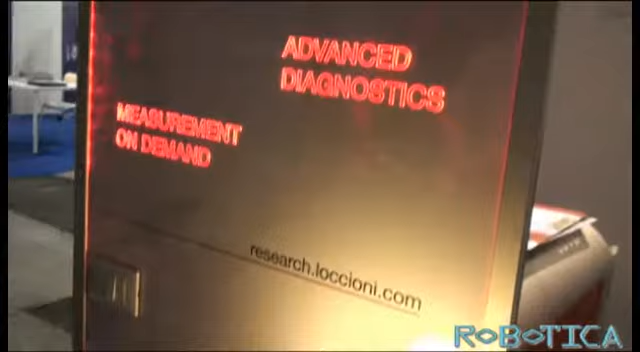 ADVANCED
DIAGNOSTICS
MEASUREMENT
ON DEMAND
research.loccioni.com
ROBOTICA